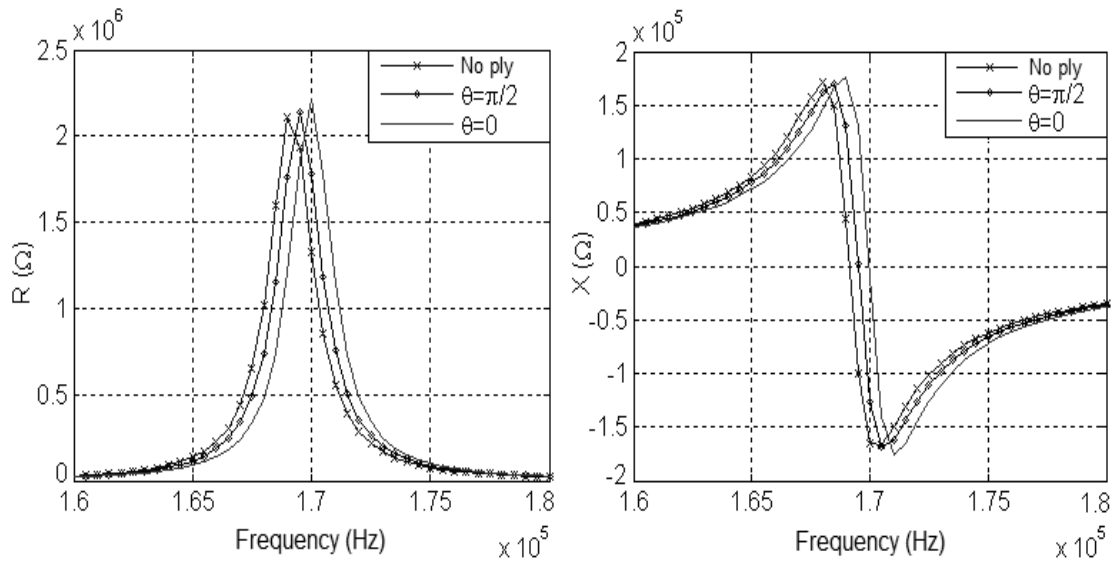 x 10^6
2.5
2
1.5
1
0.5
0
R (Ω)
1.6
1.65
1.7
1.75
1.8
Frequency (Hz)
x 10^5
No ply
θ=π/2
θ=0
x 10^5
2
1.5
1
0.5
0
-0.5
-1
-1.5
-2
X (Ω)
1.6
1.65
1.7
1.75
1.8
Frequency (Hz)
x 10^5
No ply
θ=π/2
θ=0